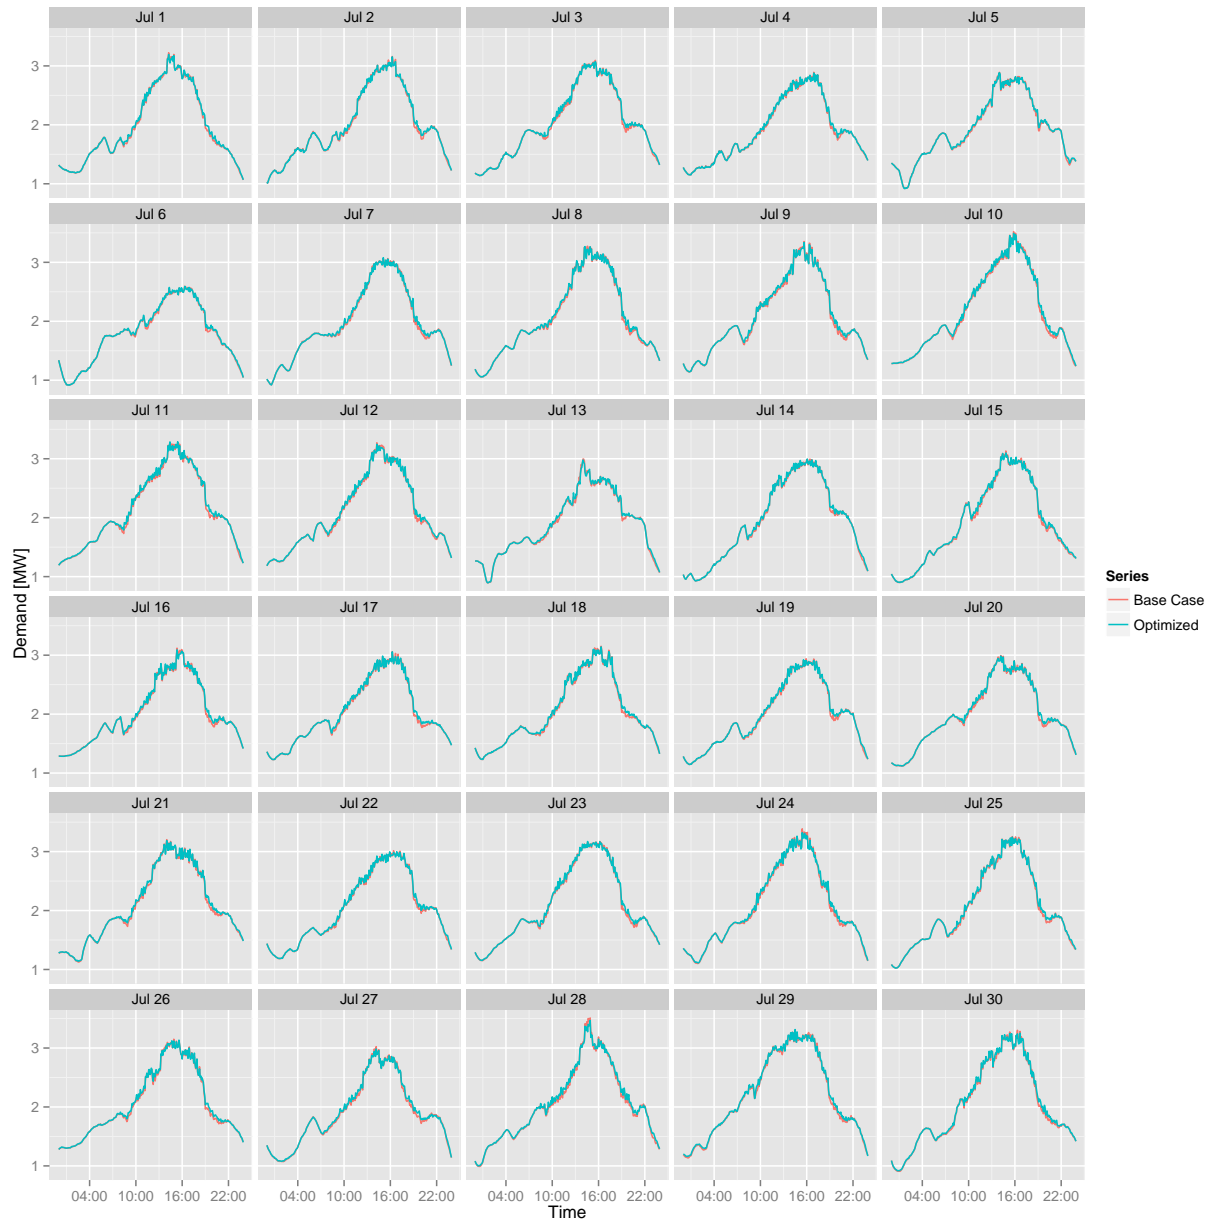 Jul 1 Jul 2 Jul 3 Jul 4 Jul 5
3
2
1
Jul 6 Jul 7 Jul 8 Jul 9 Jul 10
3
2
1
Jul 11 Jul 12 Jul 13 Jul 14 Jul 15
3
2
1
Jul 16 Jul 17 Jul 18 Jul 19 Jul 20
3
2
1
Jul 21 Jul 22 Jul 23 Jul 24 Jul 25
3
2
1
Jul 26 Jul 27 Jul 28 Jul 29 Jul 30
3
2
1
04:00 10:00 16:00 22:00 04:00 10:00 16:00 22:00 04:00 10:00 16:00 22:00 04:00 10:00 16:00 22:00 04:00 10:00 16:00 22:00
Time
Demand [MW]
Series
Base Case
Optimized